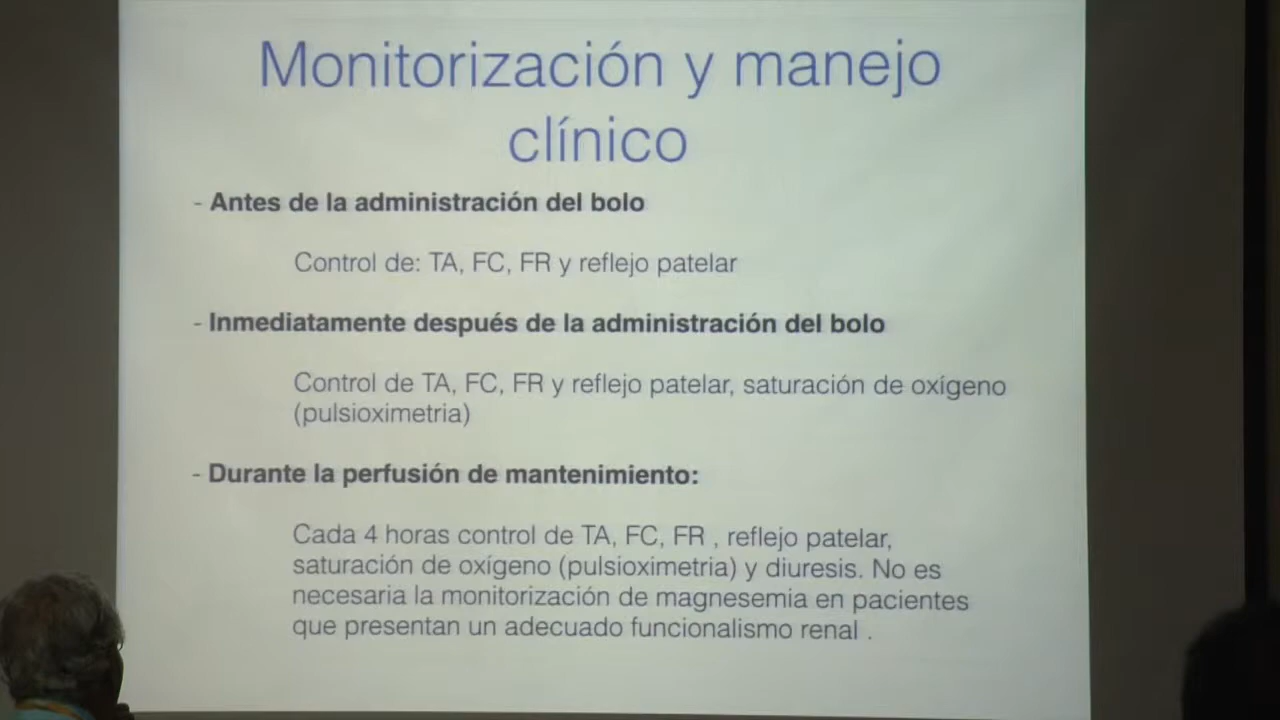 Monitorización y manejo
clínico
- Antes de la administración del bolo
Control de: TA, FC, FR y reflejo patelar
- Inmediatamente después de la administración del bolo
Control de TA, FC, FR y reflejo patelar, saturación de oxígeno
(pulsioximetria)
- Durante la perfusión de mantenimiento:
Cada 4 horas control de TA, FC, FR , reflejo patelar,
saturación de oxígeno (pulsioximetria) y diuresis. No es
necesaria la monitorización de magnesemia en pacientes
que presentan un adecuado funcionalismo renal .